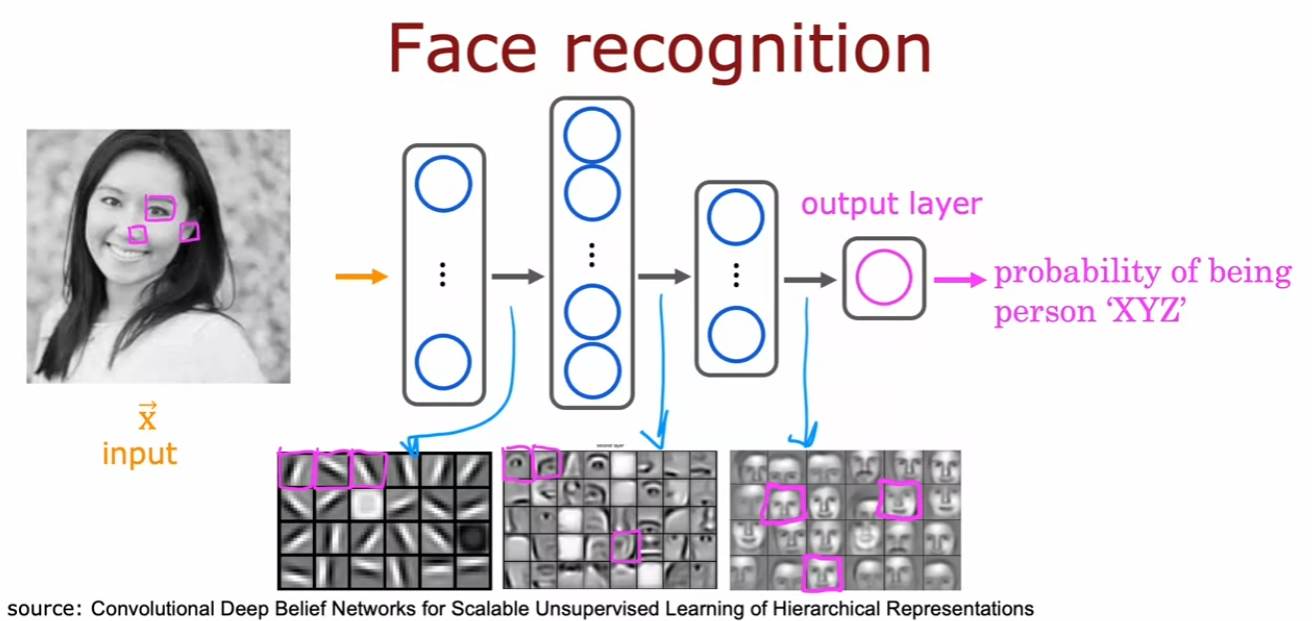 Face recognition
output layer
probability of being
person ‘XYZ’
x⃗
input
second layer
source: Convolutional Deep Belief Networks for Scalable Unsupervised Learning of Hierarchical Representations